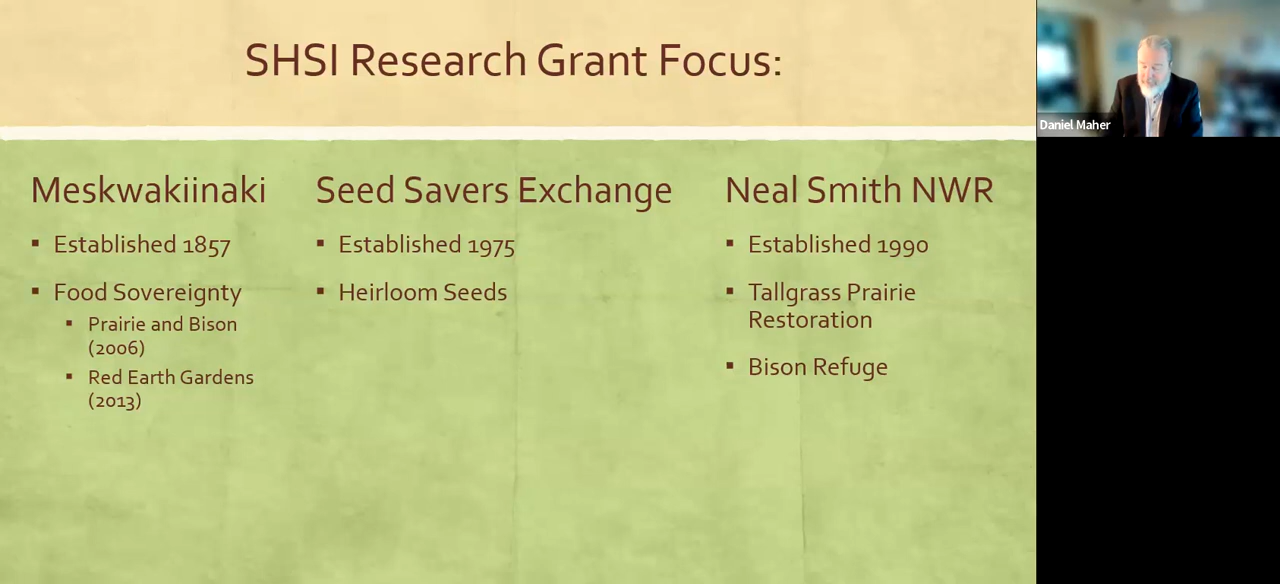 SHSI Research Grant Focus:
Daniel Maher
Meskwakiinaki
▪ Established 1857
▪ Food Sovereignty
▪ Prairie and Bison
(2006)
▪ Red Earth Gardens
(2013)
Seed Savers Exchange
▪ Established 1975
▪ Heirloom Seeds
Neal Smith NWR
▪ Established 1990
▪ Tallgrass Prairie
Restoration
▪ Bison Refuge